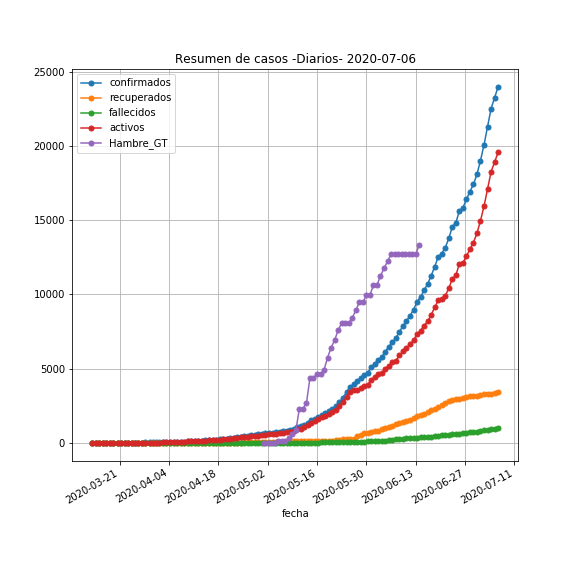 Resumen de casos -Diarios- 2020-07-06
25000
20000
15000
10000
5000
0
confirmados
recuperados
fallecidos
activos
Hambre_GT
2020-03-21
2020-04-04
2020-04-18
2020-05-02
2020-05-16
2020-05-30
2020-06-13
2020-06-27
2020-07-11
fecha